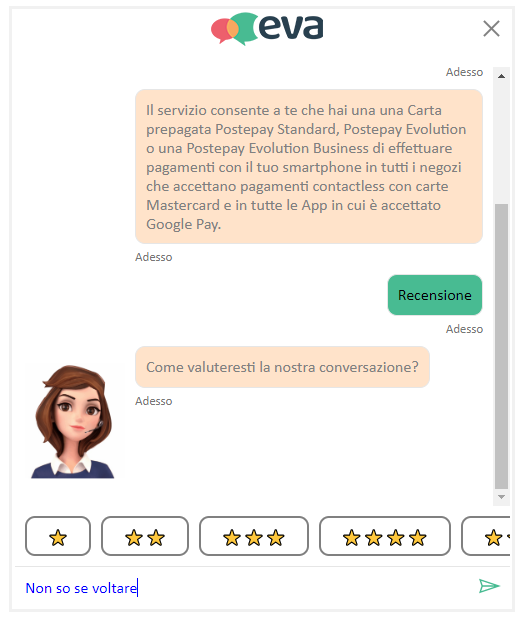 eva
Adesso
Il servizio consente a te che hai una una Carta
prepagata Postepay Standard, Postepay Evolution
o una Postepay Evolution Business di effettuare
pagamenti con il tuo smartphone in tutti i negozi
che accettano pagamenti contactless con carte
Mastercard e in tutte le App in cui è accettato
Google Pay.
Adesso
Recensione
Adesso
Come valuteresti la nostra conversazione?
Adesso
Non so se voltare